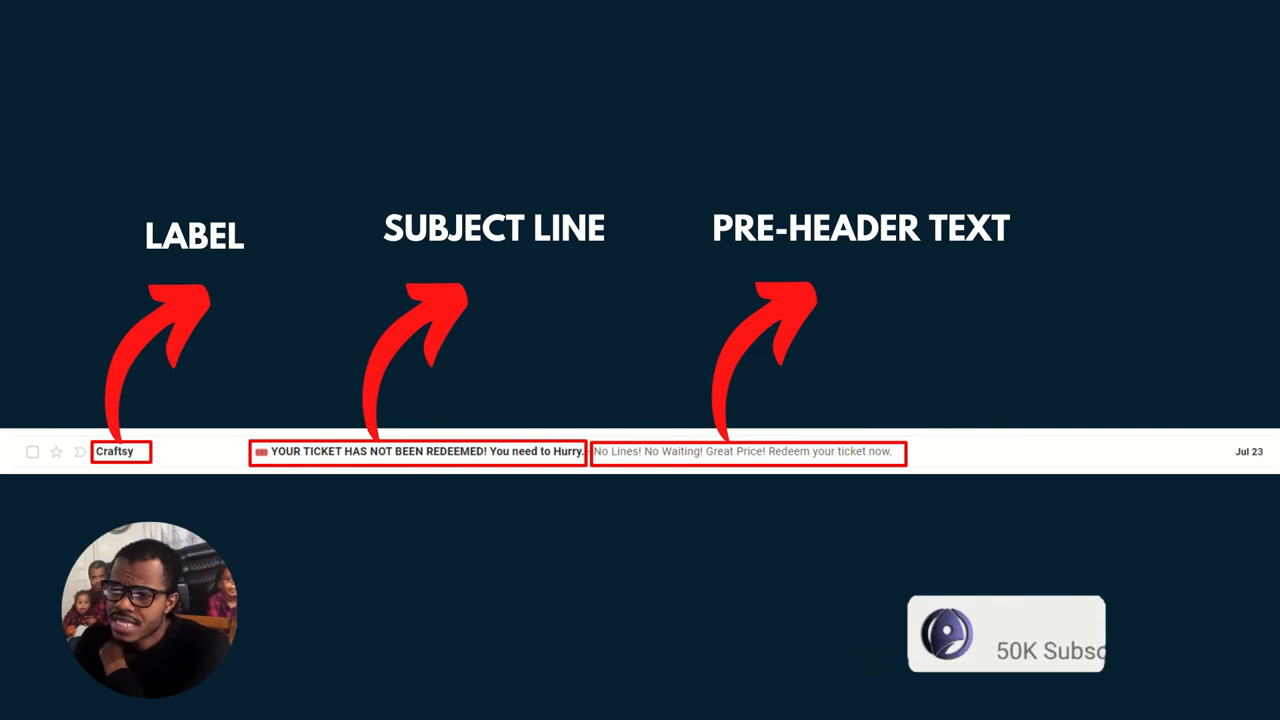 LABEL
SUBJECT LINE
PRE-HEADER TEXT
Craftsy
YOUR TICKET HAS NOT BEEN REDEEMED! You need to Hurry. - No Lines! No Waiting! Great Price! Redeem your ticket now.
Jul 23
50K